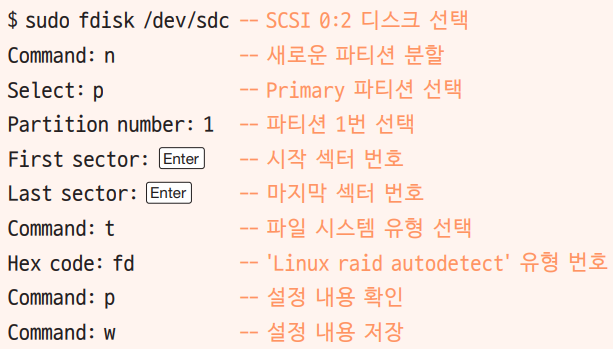 $ sudo fdisk /dev/sdc -- SCSI 0:2 디스크 선택
Command: n -- 새로운 파티션 분할
Select: p -- Primary 파티션 선택
Partition number: 1 -- 파티션 1번 선택
First sector: Enter -- 시작 섹터 번호
Last sector: Enter -- 마지막 섹터 번호
Command: t -- 파일 시스템 유형 선택
Hex code: fd -- 'Linux raid autodetect' 유형 번호
Command: p -- 설정 내용 확인
Command: w -- 설정 내용 저장